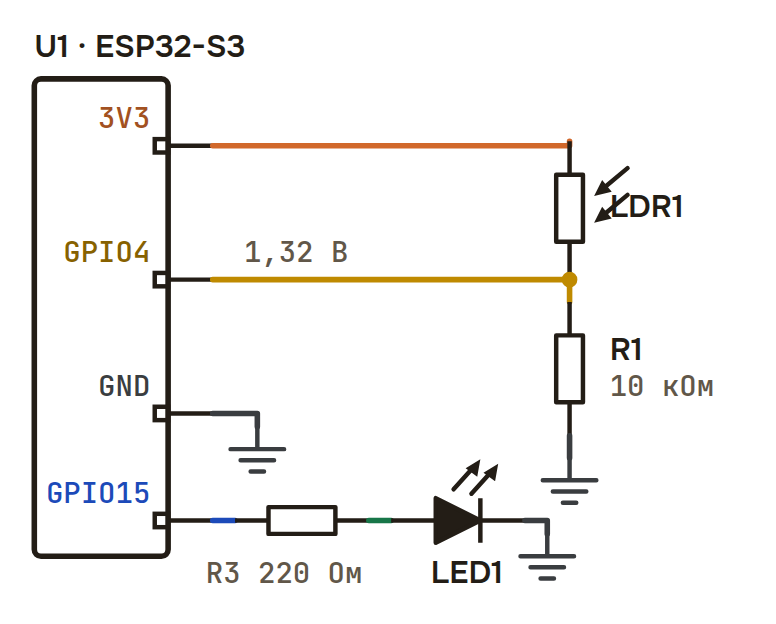 U1 · ESP32-S3
3V3
LDR1
GPIO4
1,32 В
R1
10 кОм
GND
GPIO15
R3 220 Ом
LED1